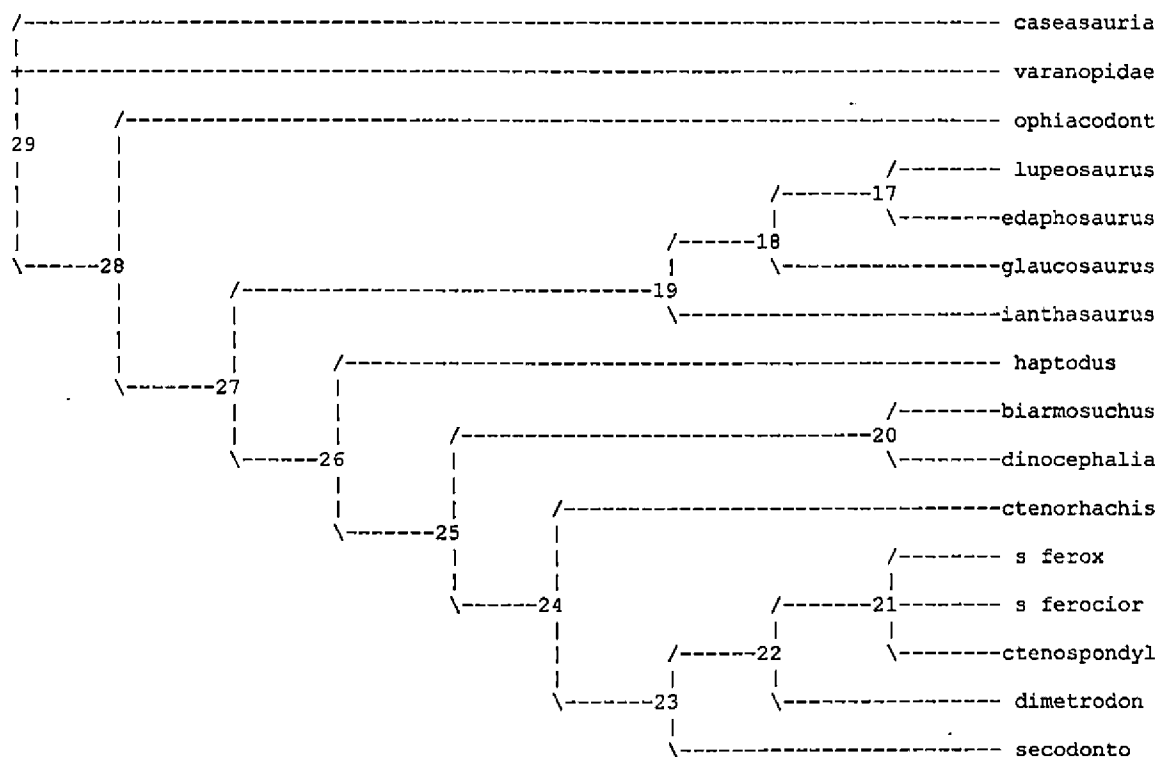 caseasauria
varanopidae
ophiacodont
29
lupeosaurus
17
edaphosaurus
18
28
glaucosaurus
19
ianthasaurus
haptodus
27
biarmosuchus
20
26
dinocephalia
ctenorhachis
25
s ferox
24
21
s ferocior
22
ctenospondyl
23
dimetrodon
secodonto